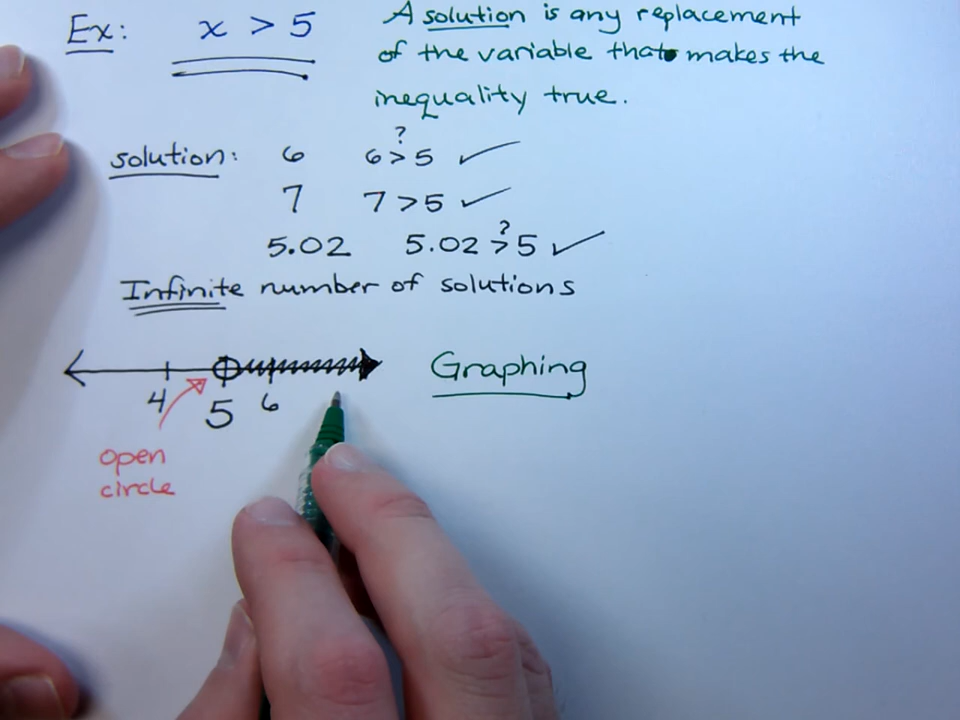 Ex: x > 5
A solution is any replacement
of the variable that makes the
inequality true.
solution: 6 6 > 5 ? ✓
7 7 > 5 ✓
5.02 5.02 > 5 ? ✓
Infinite number of solutions
Graphing
4 5 6
open
circle